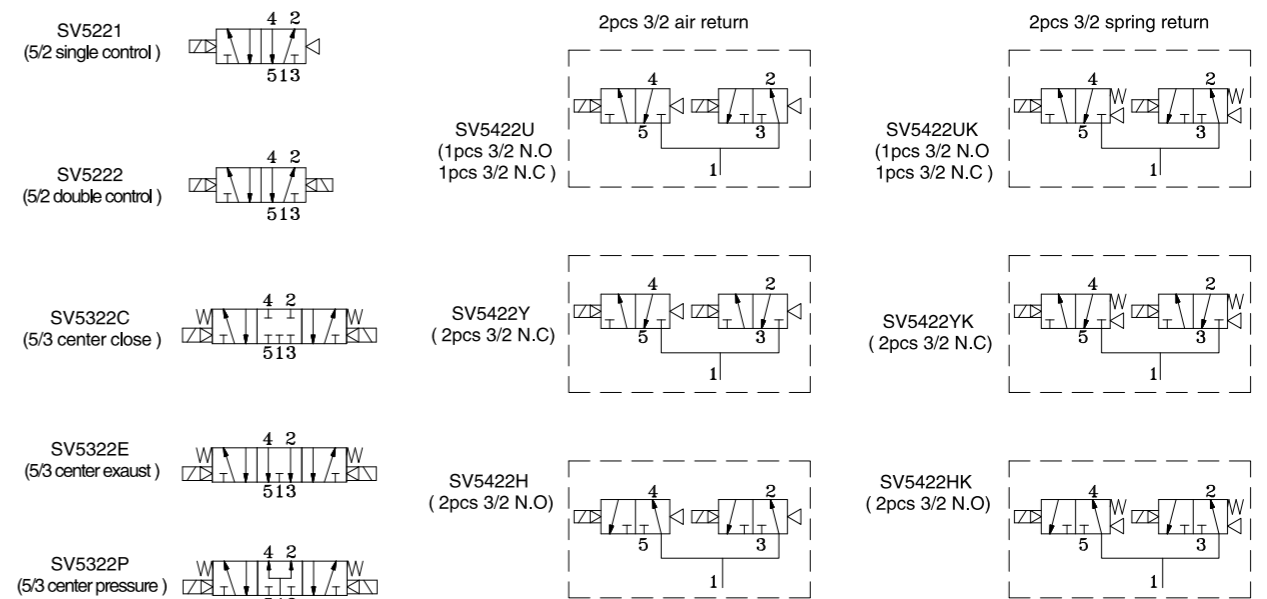 SV5221
(5/2 single control )
4 2
513
SV5222
(5/2 double control )
4 2
513
SV5322C
(5/3 center close )
4 2
513
SV5322E
(5/3 center exaust )
4 2
513
SV5322P
(5/3 center pressure )
4 2
2pcs 3/2 air return
SV5422U
(1pcs 3/2 N.O
1pcs 3/2 N.C )
4 2
5 3
1
SV5422Y
( 2pcs 3/2 N.C)
4 2
5 3
1
SV5422H
( 2pcs 3/2 N.O)
4 2
5 3
1
2pcs 3/2 spring return
SV5422UK
(1pcs 3/2 N.O
1pcs 3/2 N.C )
4 2
5 3
1
SV5422YK
( 2pcs 3/2 N.C)
4 2
5 3
1
SV5422HK
( 2pcs 3/2 N.O)
4 2
5 3
1